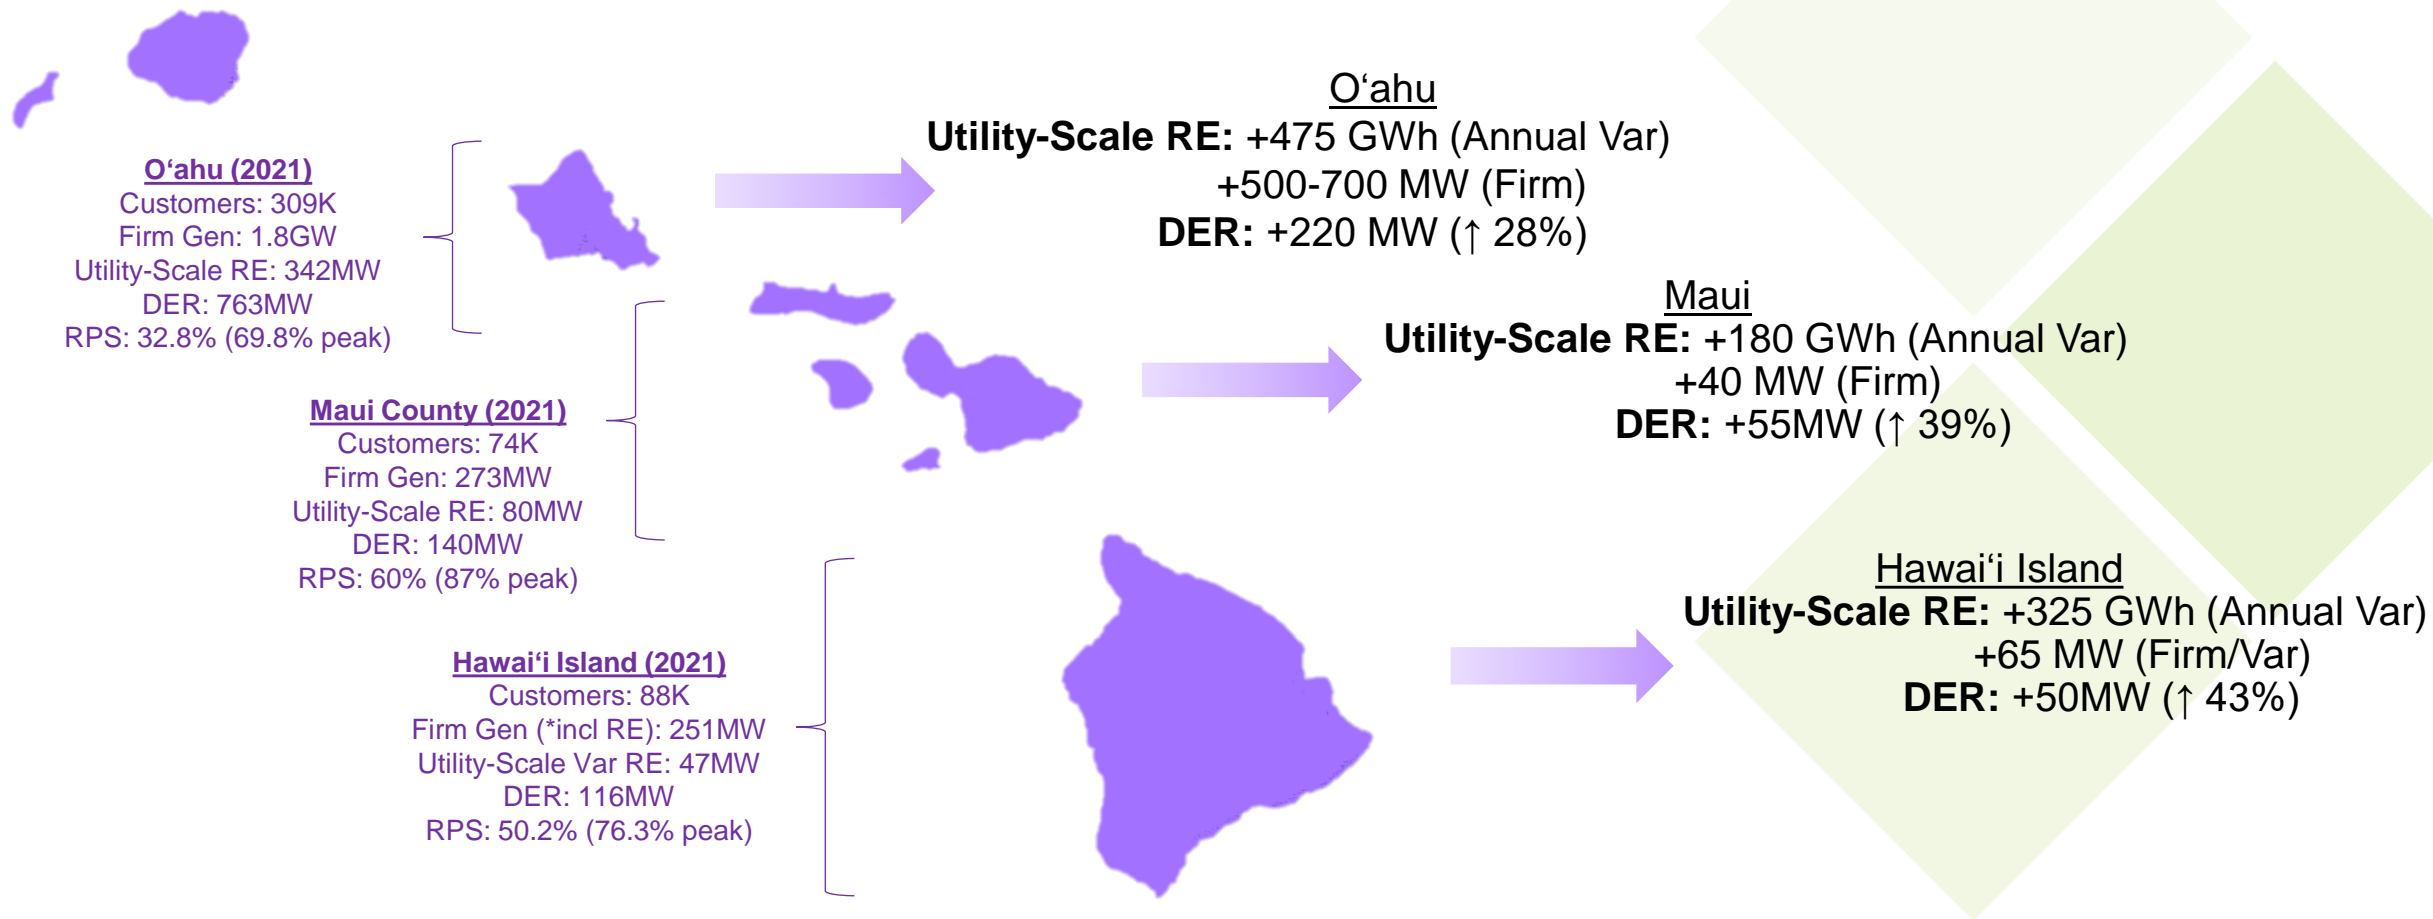 Oʻahu (2021)
Customers: 309K
Firm Gen: 1.8GW
Utility-Scale RE: 342MW
DER: 763MW
RPS: 32.8% (69.8% peak)
Oʻahu
Utility-Scale RE: +475 GWh (Annual Var)
+500-700 MW (Firm)
DER: +220 MW (↑ 28%)
Maui County (2021)
Customers: 74K
Firm Gen: 273MW
Utility-Scale RE: 80MW
DER: 140MW
RPS: 60% (87% peak)
Maui
Utility-Scale RE: +180 GWh (Annual Var)
+40 MW (Firm)
DER: +55MW (↑ 39%)
Hawaiʻi Island (2021)
Customers: 88K
Firm Gen (*incl RE): 251MW
Utility-Scale Var RE: 47MW
DER: 116MW
RPS: 50.2% (76.3% peak)
Hawaiʻi Island
Utility-Scale RE: +325 GWh (Annual Var)
+65 MW (Firm/Var)
DER: +50MW (↑ 43%)